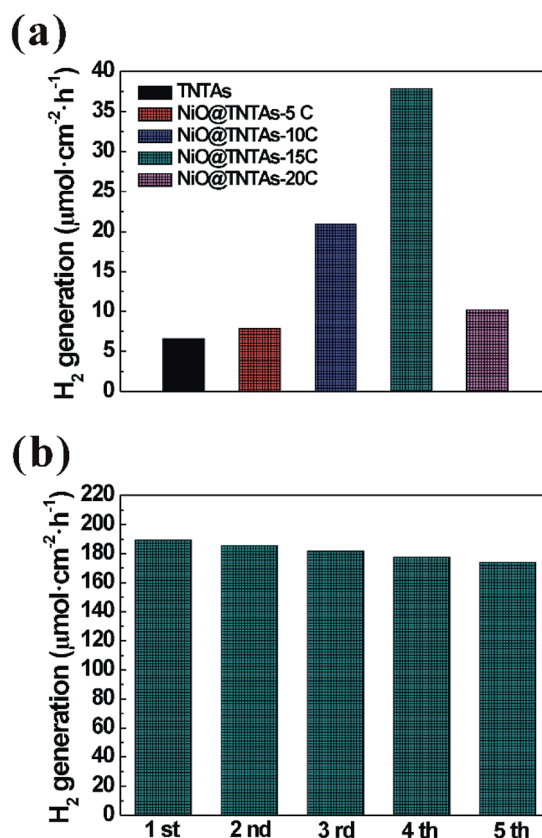 (a)
H₂ generation (μmol·cm⁻²·h⁻¹)
40
35
30
25
20
15
10
5
0
TNTAs
NiO@TNTAs-5 C
NiO@TNTAs-10C
NiO@TNTAs-15C
NiO@TNTAs-20C
(b)
H₂ generation (μmol·cm⁻²·h⁻¹)
220
200
180
160
140
120
100
80
60
40
20
0
1 st 2 nd 3 rd 4 th 5 th